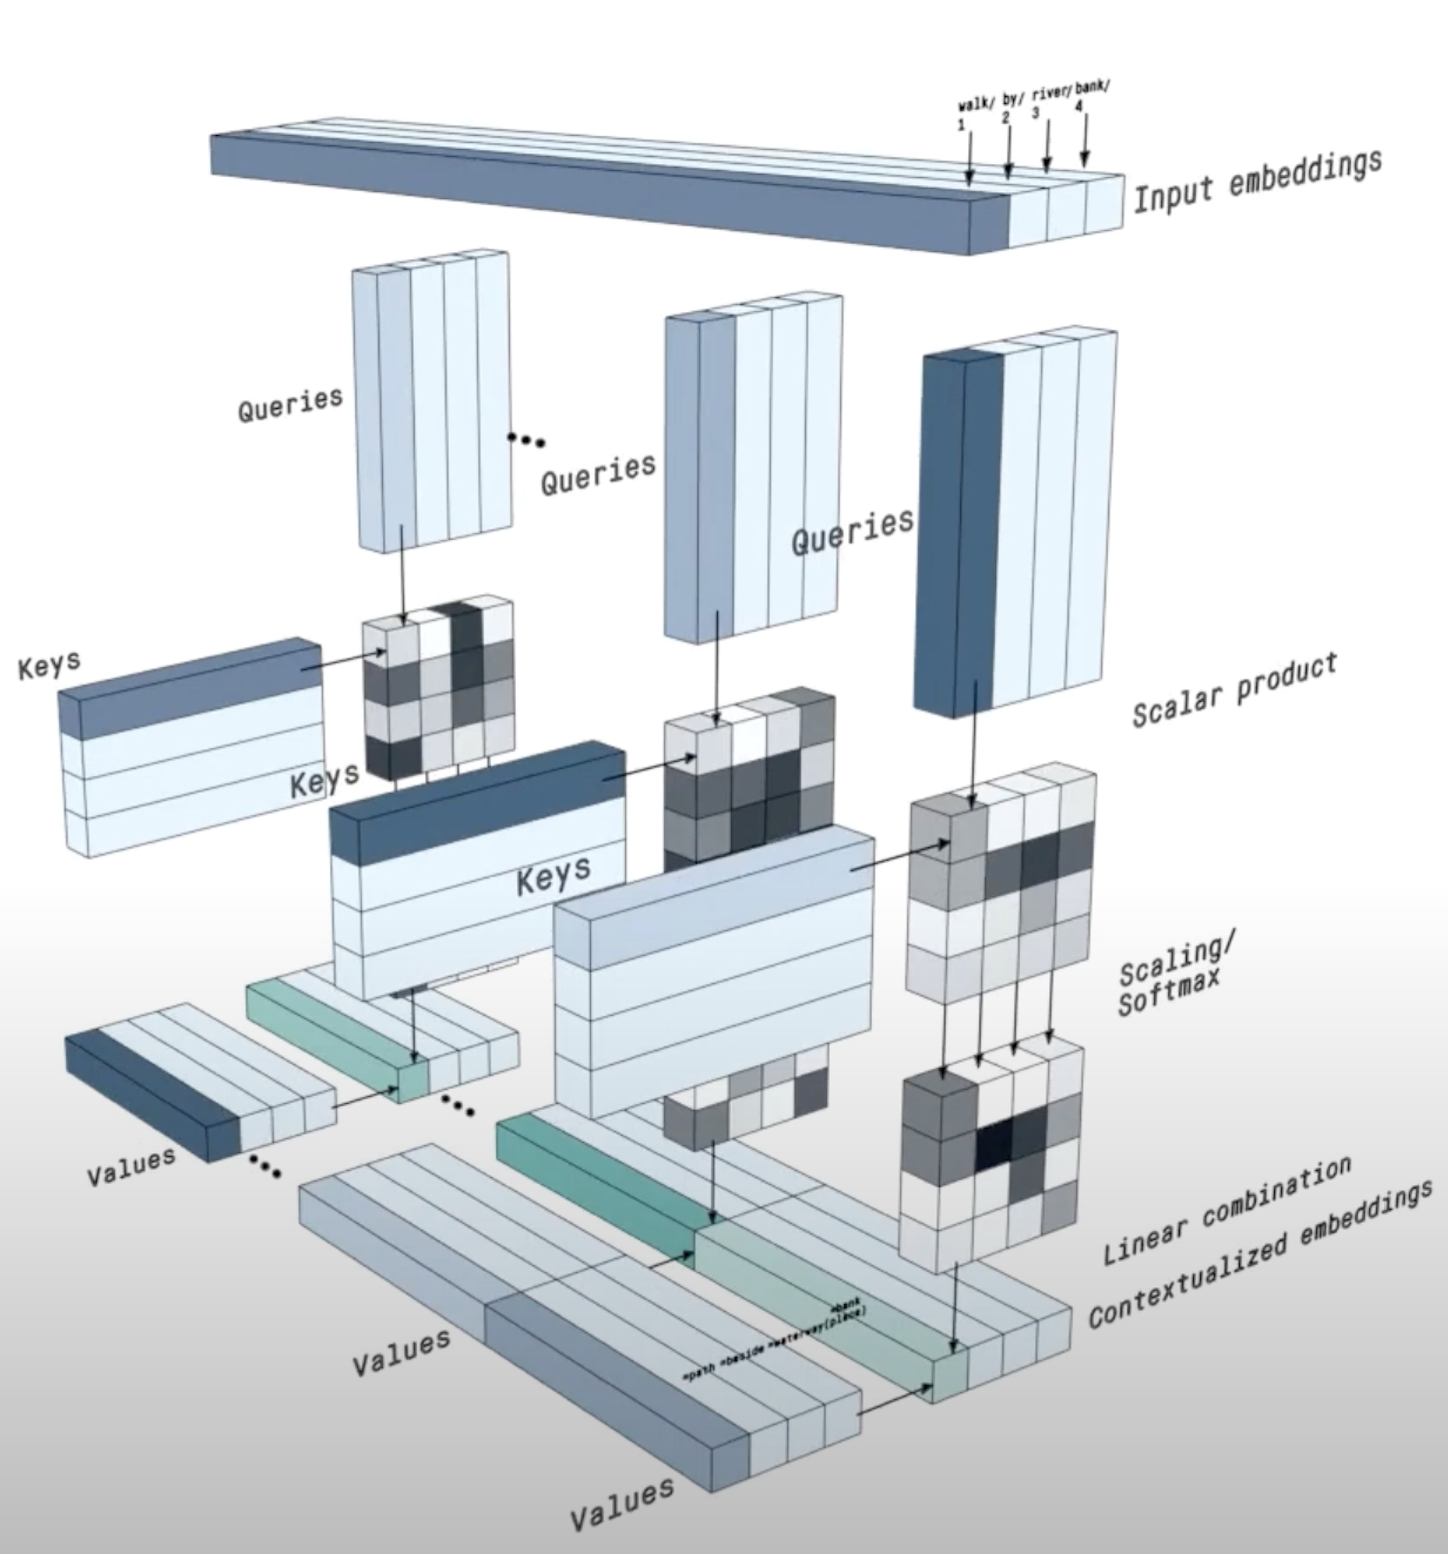 walk/ by/ river/ bank/
1 2 3 4
Input embeddings
Queries
Queries
Queries
Keys
Keys
Keys
Scalar product
Scaling/
Softmax
Values
Values
Values
Linear combination
Contextualized embeddings
≈bank
≈path ≈beside ≈waterway(place)